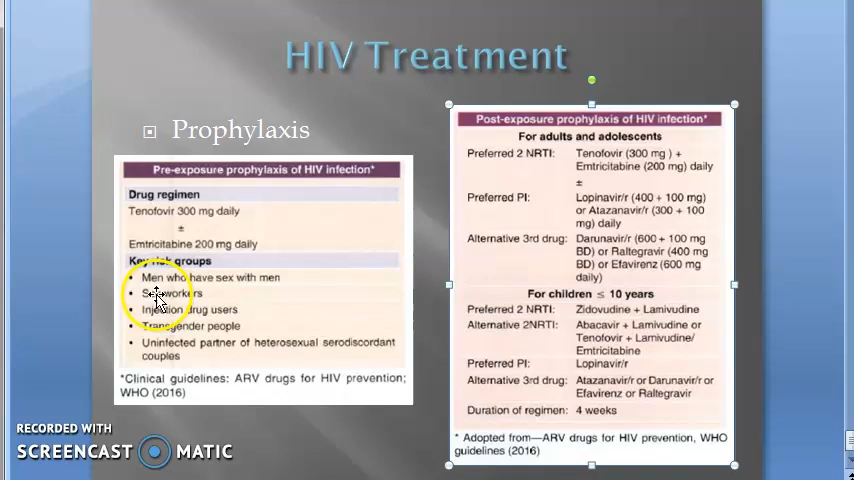 HIV Treatment
Prophylaxis
Pre-exposure prophylaxis of HIV infection*
Drug regimen
Tenofovir 300 mg daily
±
Emtricitabine 200 mg daily
Key risk groups
• Men who have sex with men
• workers
• Injection drug users
• Transgender people
• Uninfected partner of heterosexual serodiscordant
couples
*Clinical guidelines: ARV drugs for HIV prevention;
WHO (2016)
Post-exposure prophylaxis of HIV infection*
For adults and adolescents
Preferred 2 NRTI: Tenofovir (300 mg ) +
Emtricitabine (200 mg) daily
±
Preferred PI: Lopinavir/r (400 + 100 mg)
or Atazanavir/r (300 + 100
mg) daily
Alternative 3rd drug: Darunavir/r (600 + 100 mg
BD) or Raltegravir (400 mg
BD) or Efavirenz (600 mg
daily)
For children ≤ 10 years
Preferred 2 NRTI: Zidovudine + Lamivudine
Alternative 2NRTI: Abacavir + Lamivudine or
Tenofovir + Lamivudine/
Emtricitabine
Preferred PI: Lopinavir/r
Alternative 3rd drug: Atazanavir/r or Darunavir/r or
Efavirenz or Raltegravir
Duration of regimen: 4 weeks
* Adopted from—ARV drugs for HIV prevention, WHO
guidelines (2016)
RECORDED WITH
SCREENCAST MATIC